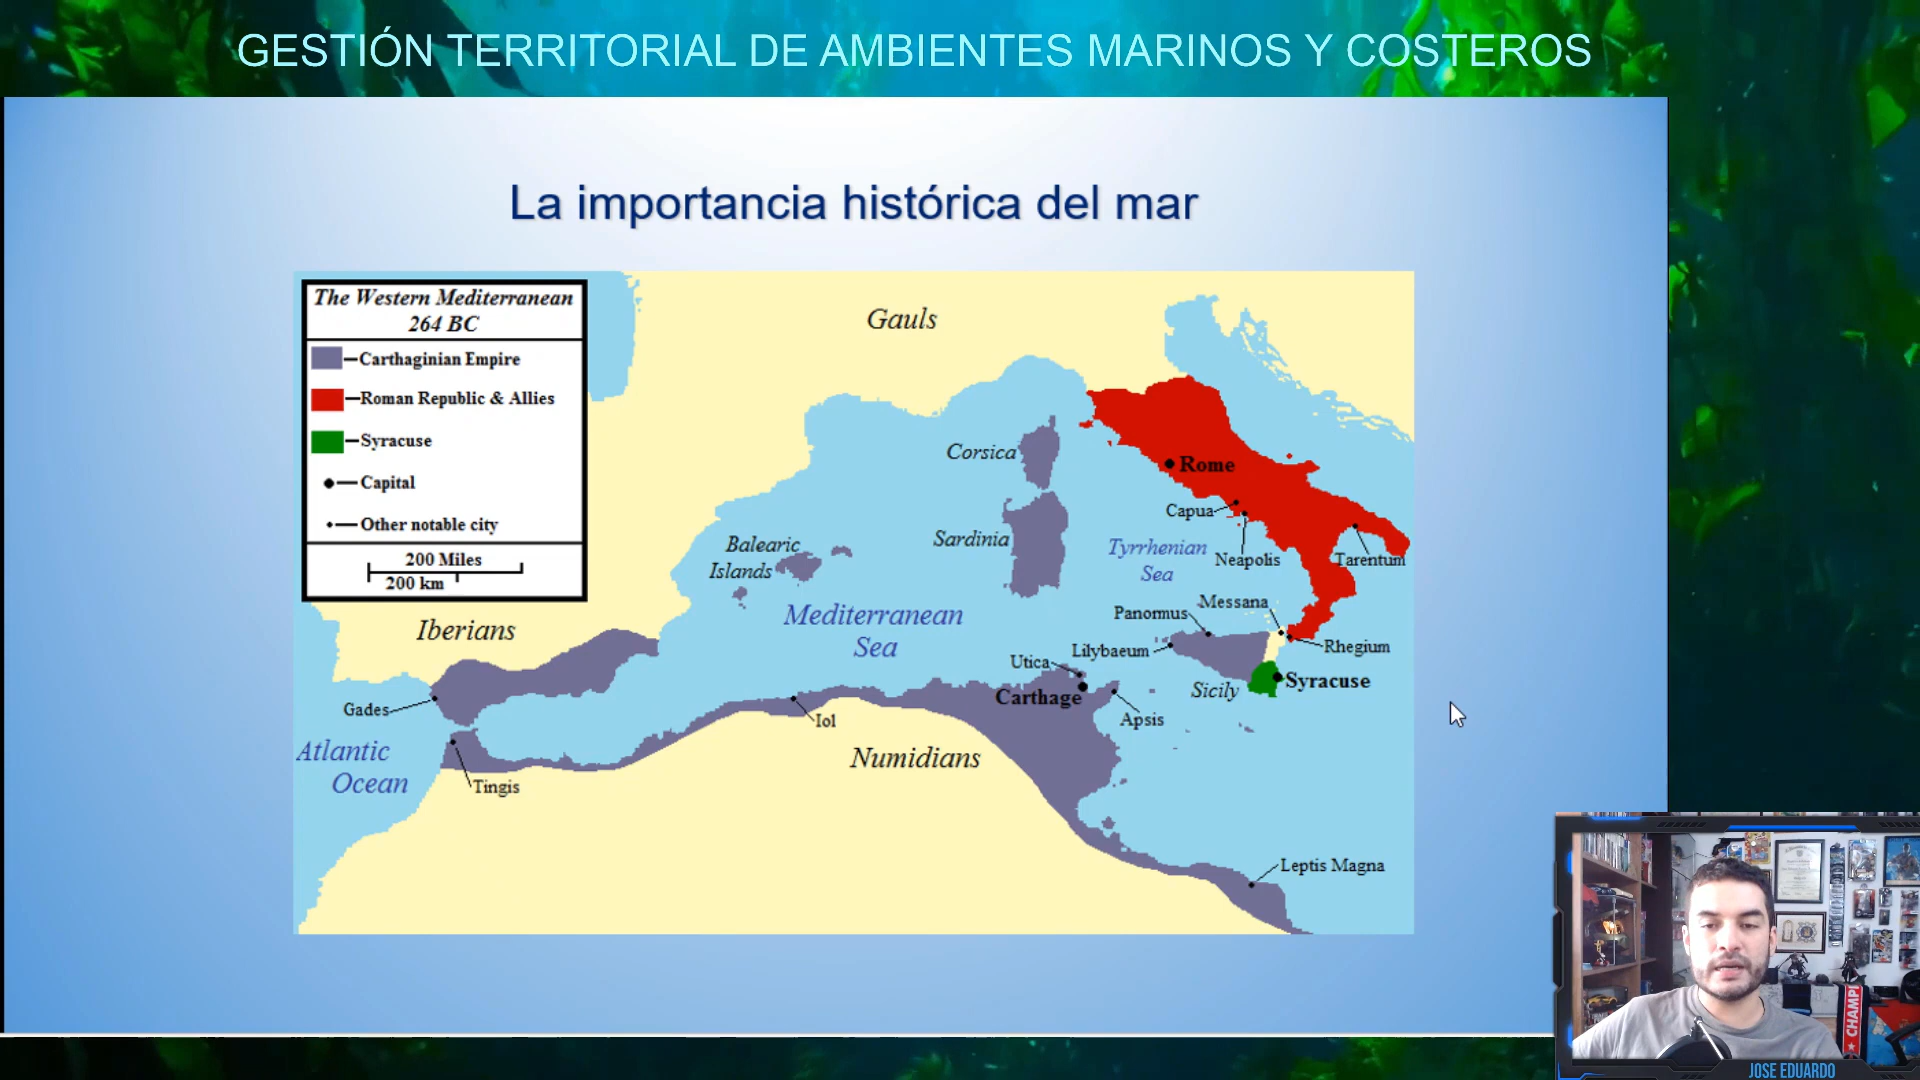 GESTIÓN TERRITORIAL DE AMBIENTES MARINOS Y COSTEROS
La importancia histórica del mar
The Western Mediterranean
264 BC
Carthaginian Empire
Roman Republic & Allies
Syracuse
Capital
Other notable city
200 Miles
200 km
Gauls
Corsica
Rome
Capua
Sardinia
Tyrrhenian
Sea
Neapolis
Tarentum
Balearic
Islands
Mediterranean
Sea
Iberians
Messana
Panormus
Rhegium
Lilybaeum
Utica
Carthage
Sicily
Syracuse
Gades
Iol
Apsis
Atlantic
Ocean
Numidians
Tingis
Leptis Magna
CHAMPI
JOSE EDUARDO